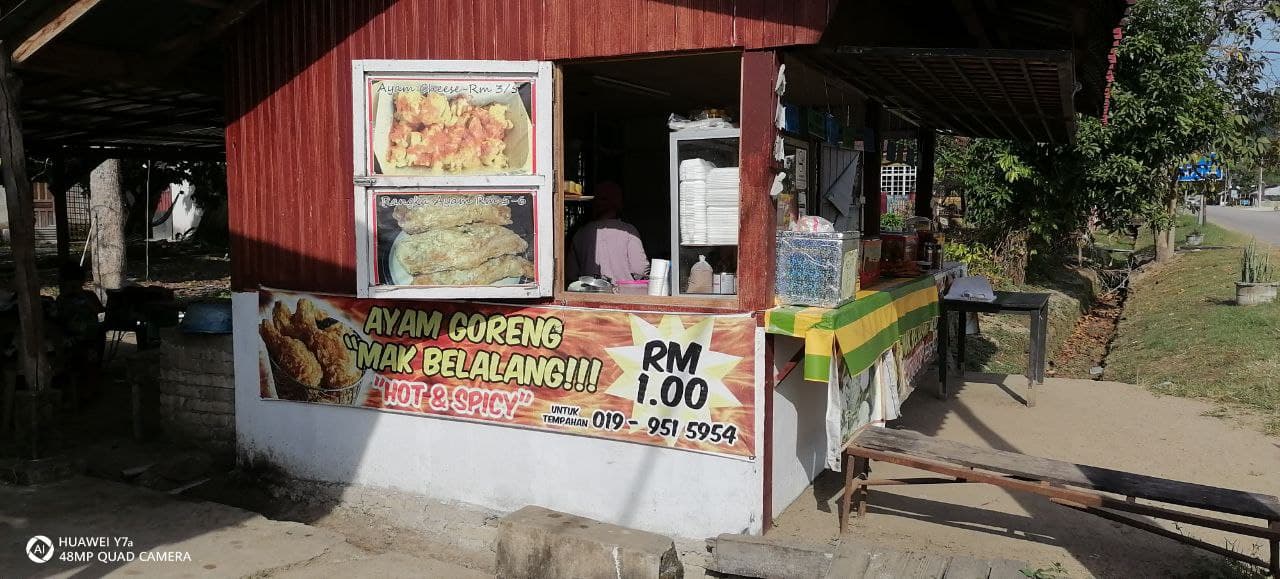 Ayam Cheese-Rm 3/5
Rangka Ayam Rm 5-6
AYAM GORENG
"MAK BELALANG!!!
"HOT & SPICY"
RM
1.00
UNTUK
TEMPAHAN 019 - 951 5954
HUAWEI Y7a
48MP QUAD CAMERA
AI